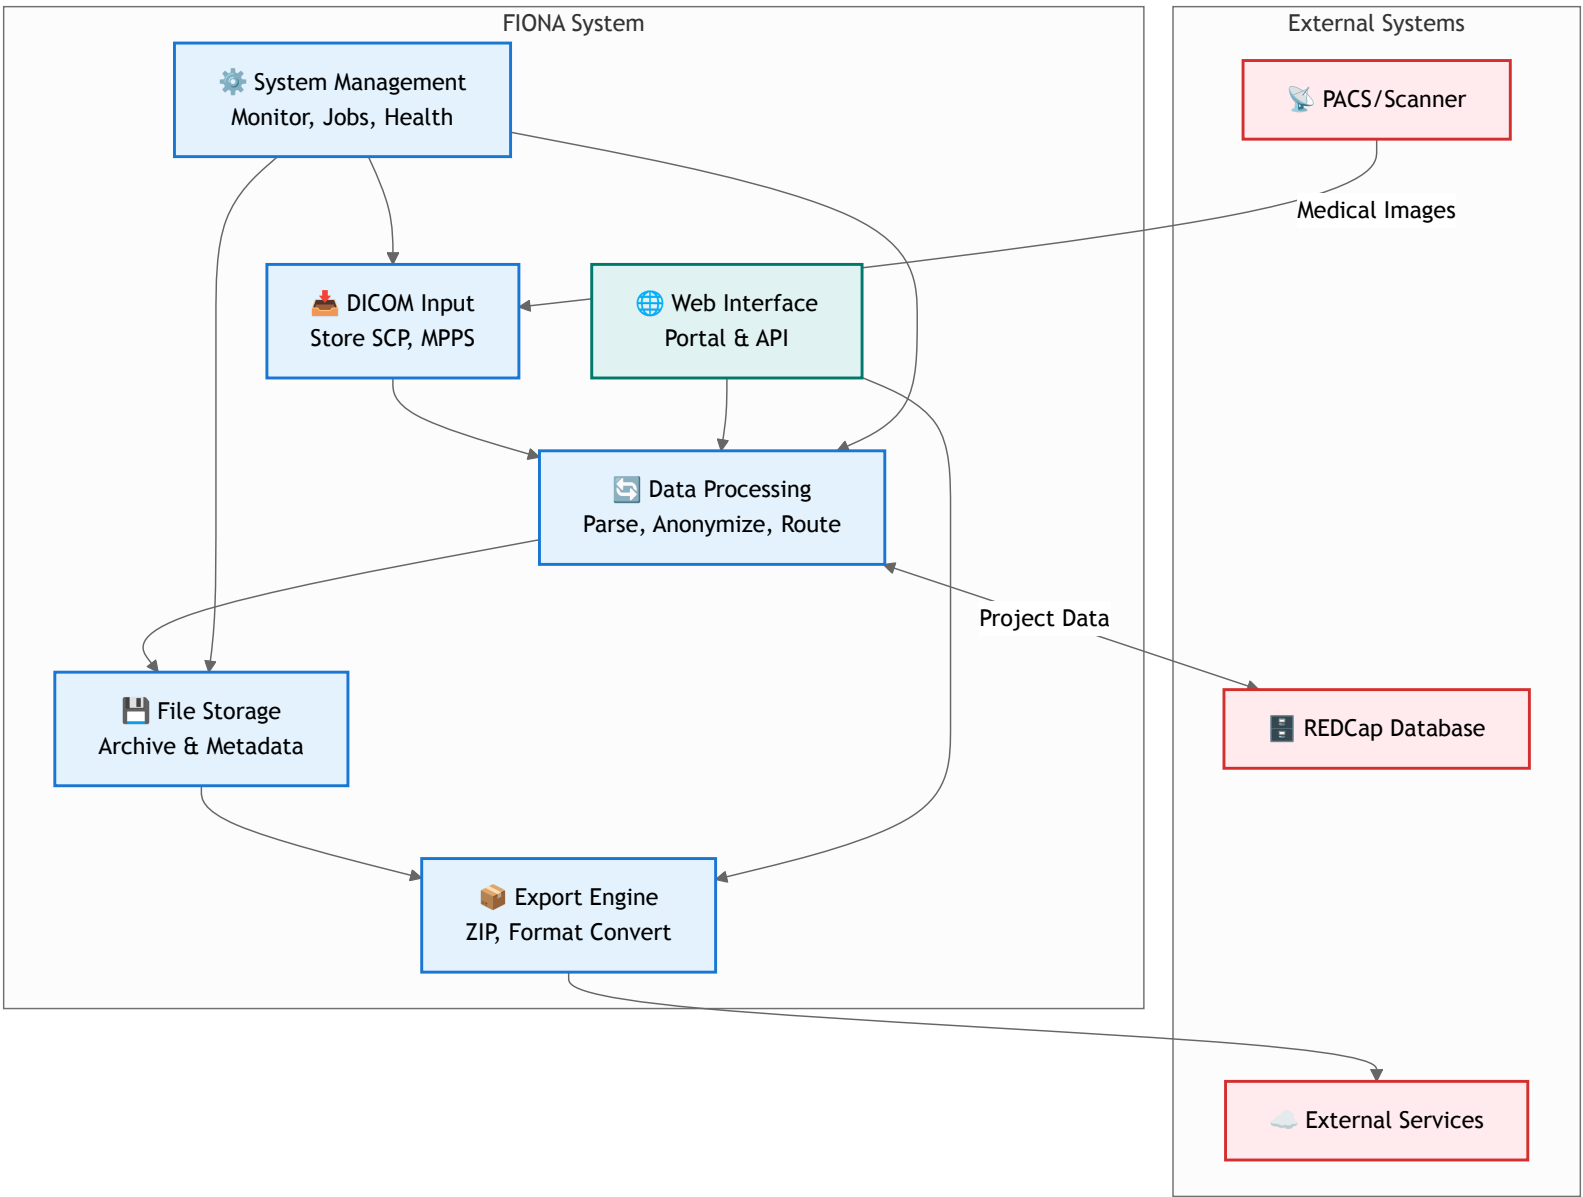 FIONA System
External Systems
⚙️ System Management
Monitor, Jobs, Health
📡 PACS/Scanner
Medical Images
📥 DICOM Input
Store SCP, MPPS
🌐 Web Interface
Portal & API
🔄 Data Processing
Parse, Anonymize, Route
Project Data
💾 File Storage
Archive & Metadata
🗄️ REDCap Database
📦 Export Engine
ZIP, Format Convert
☁️ External Services